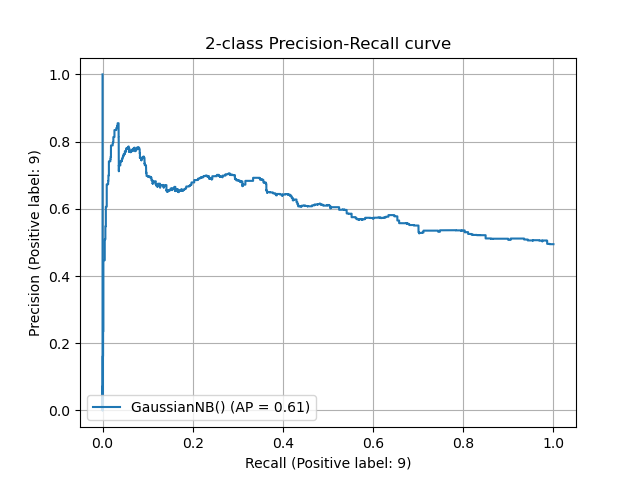 2-class Precision-Recall curve
1.0
0.8
0.6
0.4
0.2
0.0
Precision (Positive label: 9)
GaussianNB() (AP = 0.61)
0.0 0.2 0.4 0.6 0.8 1.0
Recall (Positive label: 9)